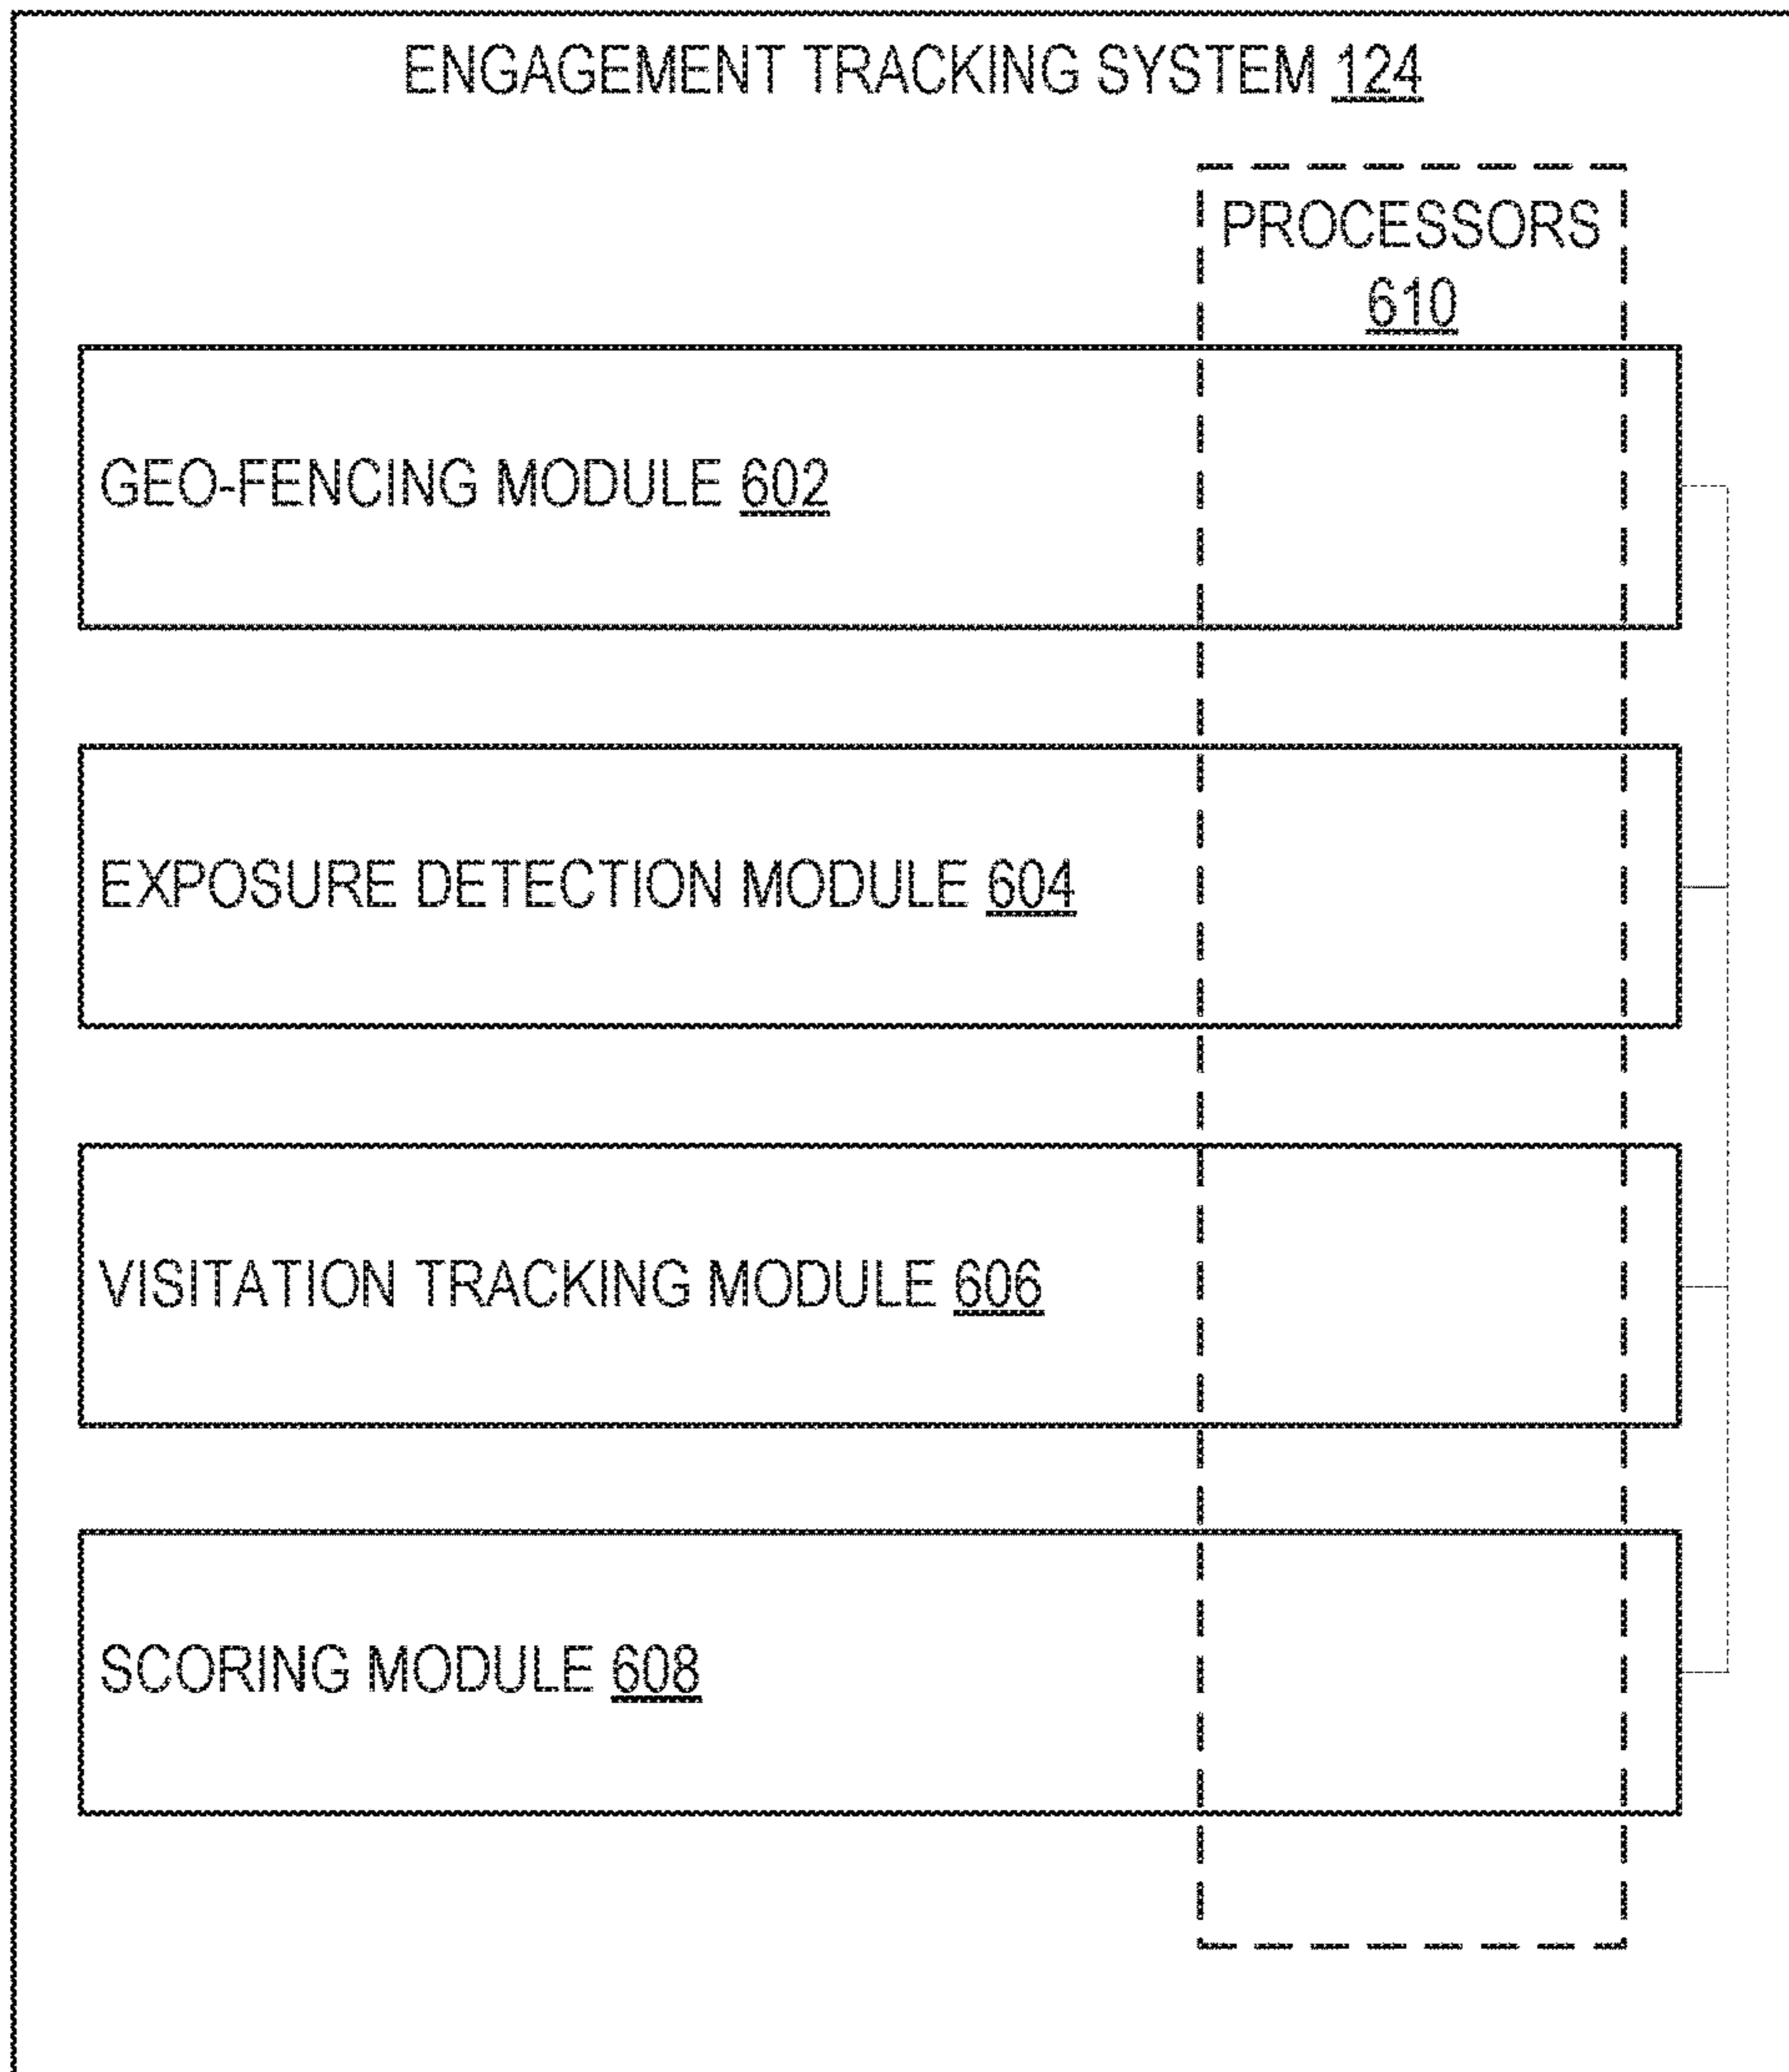 ENGAGEMENT TRACKING SYSTEM 124
PROCESSORS
610
GEO-FENCING MODULE 602
EXPOSURE DETECTION MODULE 604
VISITATION TRACKING MODULE 606
SCORING MODULE 608